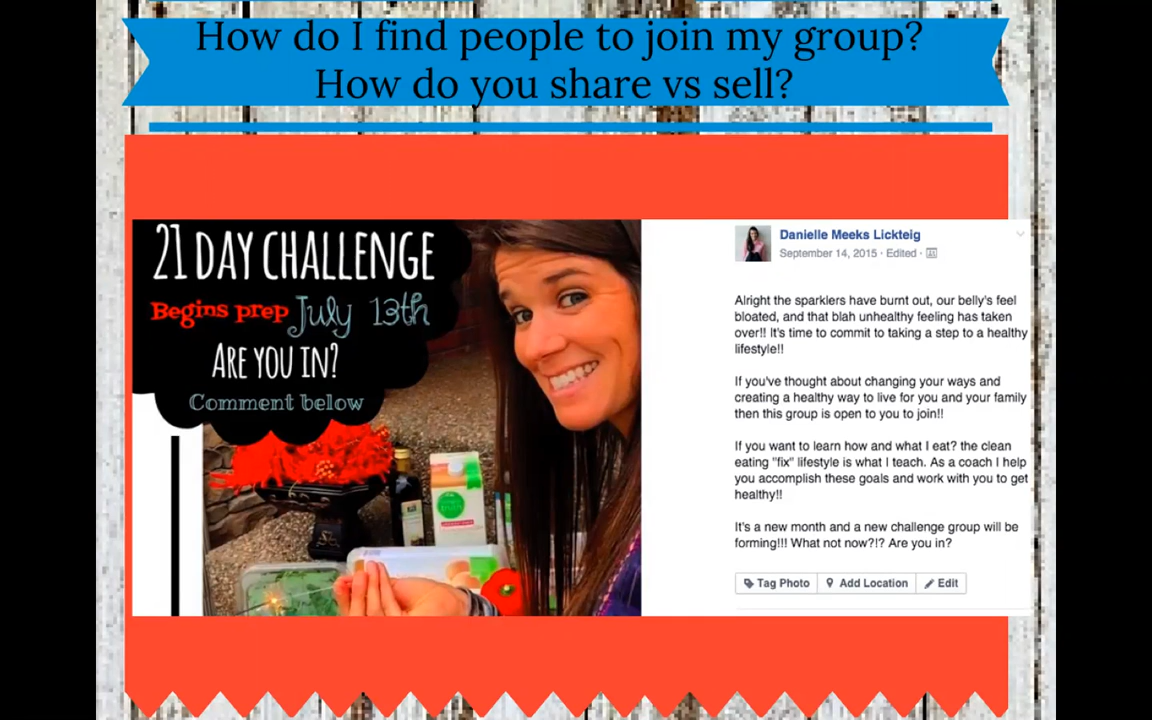 How do I find people to join my group?
How do you share vs sell?
21 DAY CHALLENGE
Begins prep July 13th
ARE YOU IN?
Comment below
Danielle Meeks Lickteig
September 14, 2015 · Edited ·
Alright the sparklers have burnt out, our belly's feel
bloated, and that blah unhealthy feeling has taken
over!! It's time to commit to taking a step to a healthy
lifestyle!!
If you've thought about changing your ways and
creating a healthy way to live for you and your family
then this group is open to you to join!!
If you want to learn how and what I eat? the clean
eating "fix" lifestyle is what I teach. As a coach I help
you accomplish these goals and work with you to get
healthy!!
It's a new month and a new challenge group will be
forming!!! What not now?!? Are you in?
Tag Photo Add Location Edit